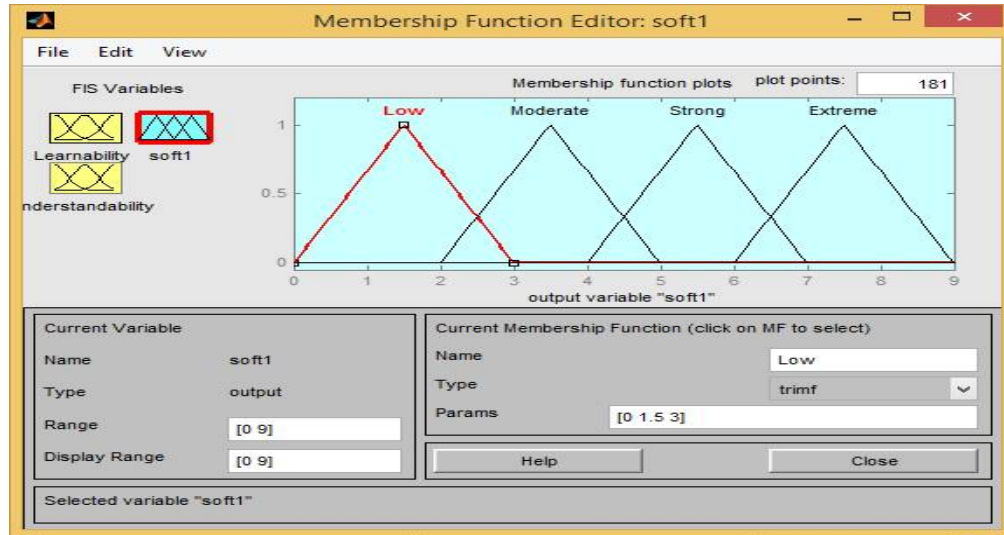 Membership Function Editor: soft1
File Edit View
FIS Variables
Learnability soft1
nderstandability
Membership function plots plot points: 181
Low Moderate Strong Extreme
1
0.5
0
0 1 2 3 4 5 6 7 8 9
output variable "soft1"
Current Variable
Name soft1
Type output
Range [0 9]
Display Range [0 9]
Current Membership Function (click on MF to select)
Name Low
Type trimf
Params [0 1.5 3]
Help Close
Selected variable "soft1"